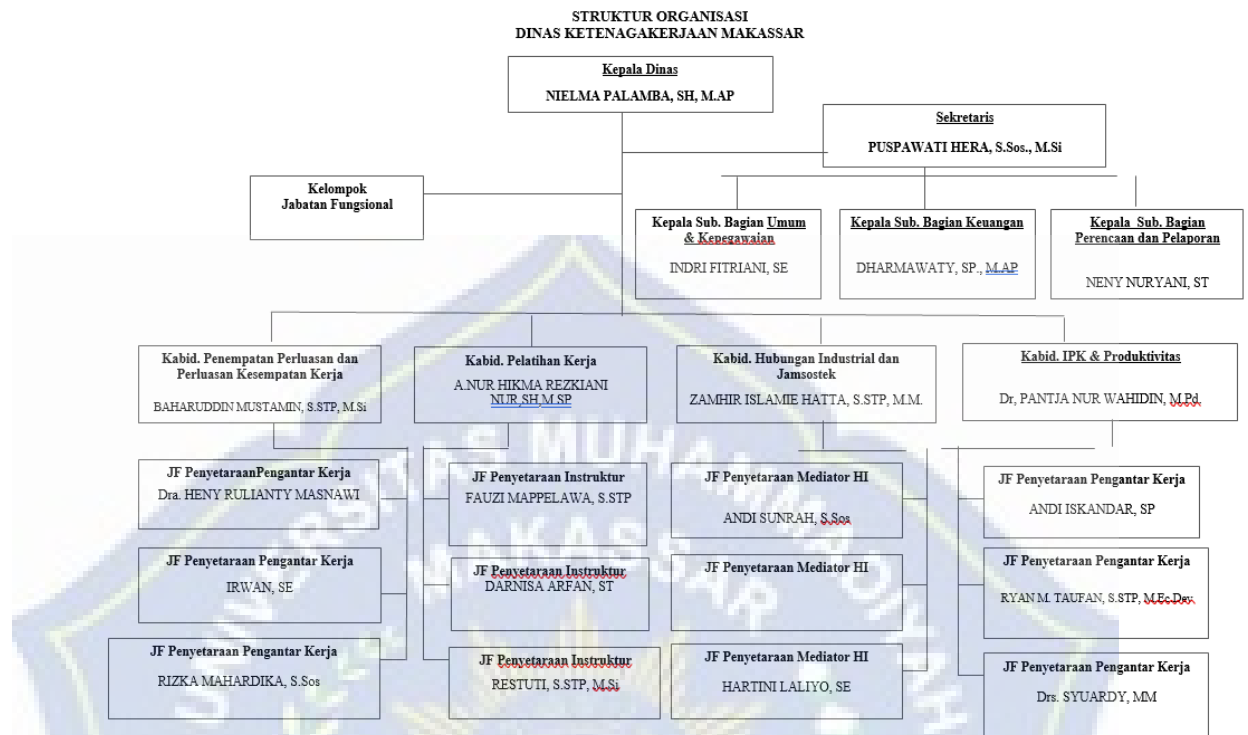 STRUKTUR ORGANISASI
DINAS KETENAGAKERJAAN MAKASSAR
Kepala Dinas
NIELMA PALAMBA, SH, M.AP
Sekretaris
PUSPAWATI HERA, S.Sos., M.Si
Kelompok
Jabatan Fungsional
Kepala Sub. Bagian Umum
& Kepegawaian
INDRI FITRIANI, SE
Kepala Sub. Bagian Keuangan
DHARMAWATY, SP., M.AP
Kepala Sub. Bagian
Perencaan dan Pelaporan
NENY NURYANI, ST
Kabid. Penempatan Perluasan dan
Perluasan Kesempatan Kerja
BAHARUDDIN MUSTAMIN, S.STP, M.Si
Kabid. Pelatihan Kerja
A.NUR HIKMA REZKIANI
NUR,SH,M.SP
Kabid. Hubungan Industrial dan
Jamsostek
ZAMHIR ISLAMIE HATTA, S.STP, M.M.
Kabid. IPK & Produktivitas
Dr, PANTJA NUR WAHIDIN, M.Pd.
JF PenyetaraanPengantar Kerja
Dra. HENY RULIANTY MASNAWI
JF Penyetaraan Instruktur
FAUZI MAPPELAWA, S.STP
JF Penyetaraan Mediator HI
ANDI SUNRAH, S.Sos
JF Penyetaraan Pengantar Kerja
ANDI ISKANDAR, SP
JF Penyetaraan Pengantar Kerja
IRWAN, SE
JF Penyetaraan Instruktur
DARNISA ARFAN, ST
JF Penyetaraan Mediator HI
JF Penyetaraan Pengantar Kerja
RYAN M. TAUFAN, S.STP, M.Ec.Dev
JF Penyetaraan Pengantar Kerja
RIZKA MAHARDIKA, S.Sos
JF Penyetaraan Instruktur
RESTUTI, S.STP, M.Si
JF Penyetaraan Mediator HI
HARTINI LALIYO, SE
JF Penyetaraan Pengantar Kerja
Drs. SYUARDY, MM
UNIVERSITAS MUHAMMADIYAH
MAKASSAR